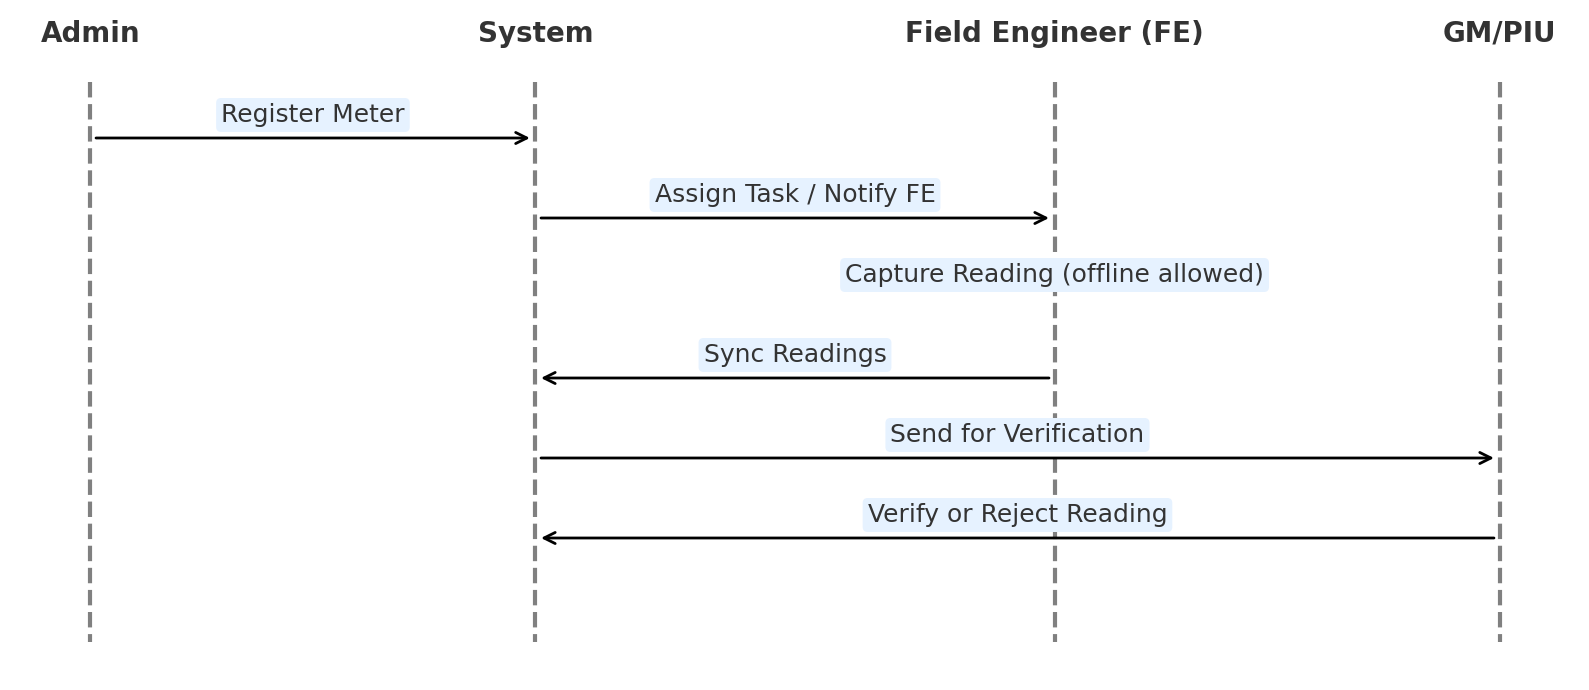 Admin
System
Field Engineer (FE)
GM/PIU
Register Meter
Assign Task / Notify FE
Capture Reading (offline allowed)
Sync Readings
Send for Verification
Verify or Reject Reading